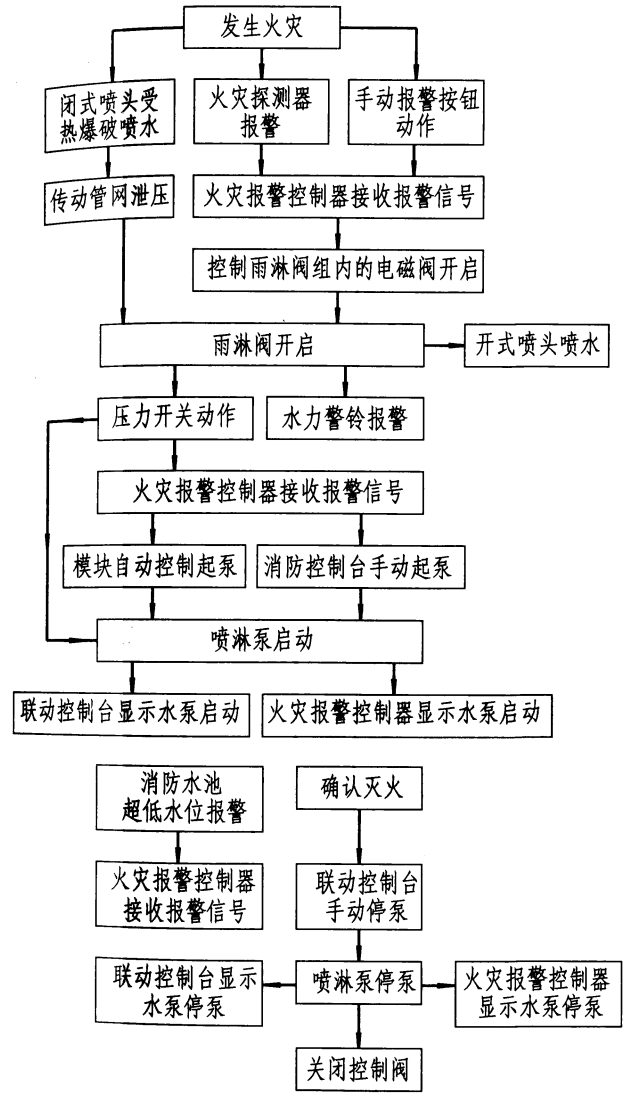 发生火灾
闭式喷头受
热爆破喷水
火灾探测器
报警
手动报警按钮
动作
传动管网泄压
火灾报警控制器接收报警信号
控制雨淋阀组内的电磁阀开启
雨淋阀开启
开式喷头喷水
压力开关动作
水力警铃报警
火灾报警控制器接收报警信号
模块自动控制起泵
消防控制台手动起泵
喷淋泵启动
联动控制台显示水泵启动
火灾报警控制器显示水泵启动
消防水池
超低水位报警
确认灭火
火灾报警控制器
接收报警信号
联动控制台
手动停泵
联动控制台显示
水泵停泵
喷淋泵停泵
火灾报警控制器
显示水泵停泵
关闭控制阀